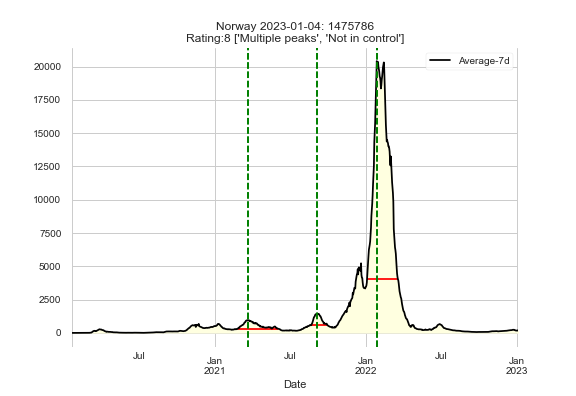 Norway 2023-01-04: 1475786
Rating:8 ['Multiple peaks', 'Not in control']
Average-7d
20000
17500
15000
12500
10000
7500
5000
2500
0
Jul
Jan
2021
Jul
Jan
2022
Jul
Jan
2023
Date